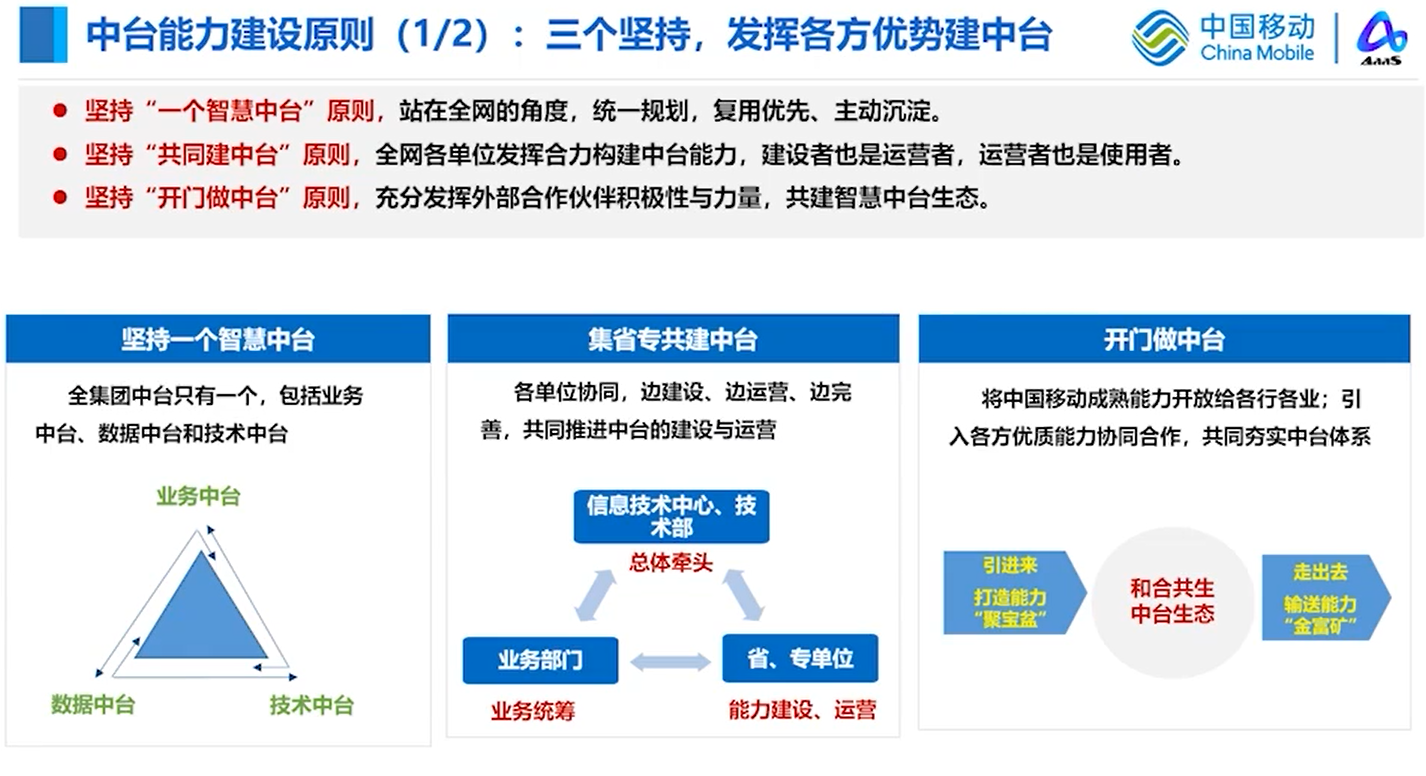 中台能力建设原则（1/2）：三个坚持，发挥各方优势建中台
中国移动
China Mobile
AaaS
坚持“一个智慧中台”原则，站在全网的角度，统一规划，复用优先、主动沉淀。
坚持“共同建中台”原则，全网各单位发挥合力构建中台能力，建设者也是运营者，运营者也是使用者。
坚持“开门做中台”原则，充分发挥外部合作伙伴积极性与力量，共建智慧中台生态。
坚持一个智慧中台
全集团中台只有一个，包括业务
中台、数据中台和技术中台
业务中台
数据中台
技术中台
集省专共建中台
各单位协同，边建设、边运营、边完
善，共同推进中台的建设与运营
信息技术中心、技
术部
总体牵头
业务部门
省、专单位
业务统筹
能力建设、运营
开门做中台
将中国移动成熟能力开放给各行各业；引
入各方优质能力协同合作，共同夯实中台体系
引进来
打造能力
“聚宝盆”
和合共生
中台生态
走出去
输送能力
“金富矿”